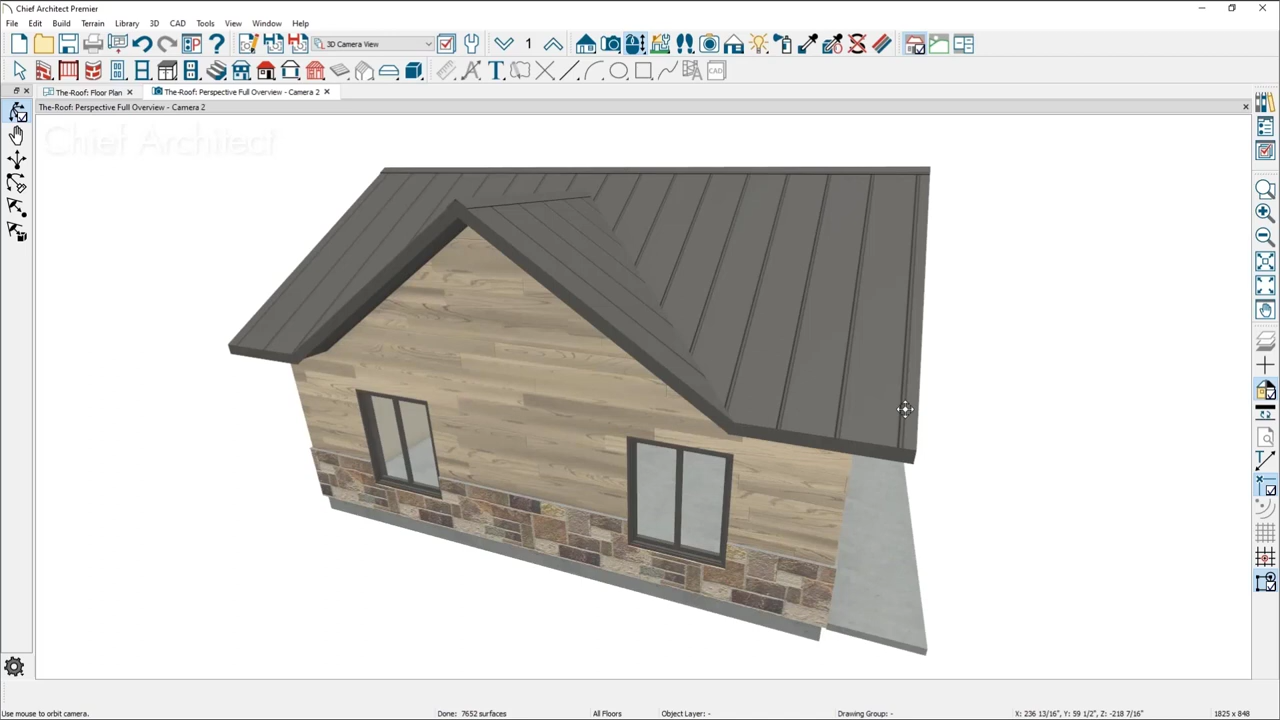 Chief Architect Premier
File Edit Build Terrain Library 3D CAD Tools View Window Help
3D Camera View
1
CAD
The-Roof: Floor Plan
The-Roof: Perspective Full Overview - Camera 2
The-Roof: Perspective Full Overview - Camera 2
Chief Architect
Use mouse to orbit camera. Done: 7652 surfaces All Floors Object Layer: - Drawing Group: - X: 236 13/16", Y: 59 1/2", Z: -218 7/16" 1825 x 848